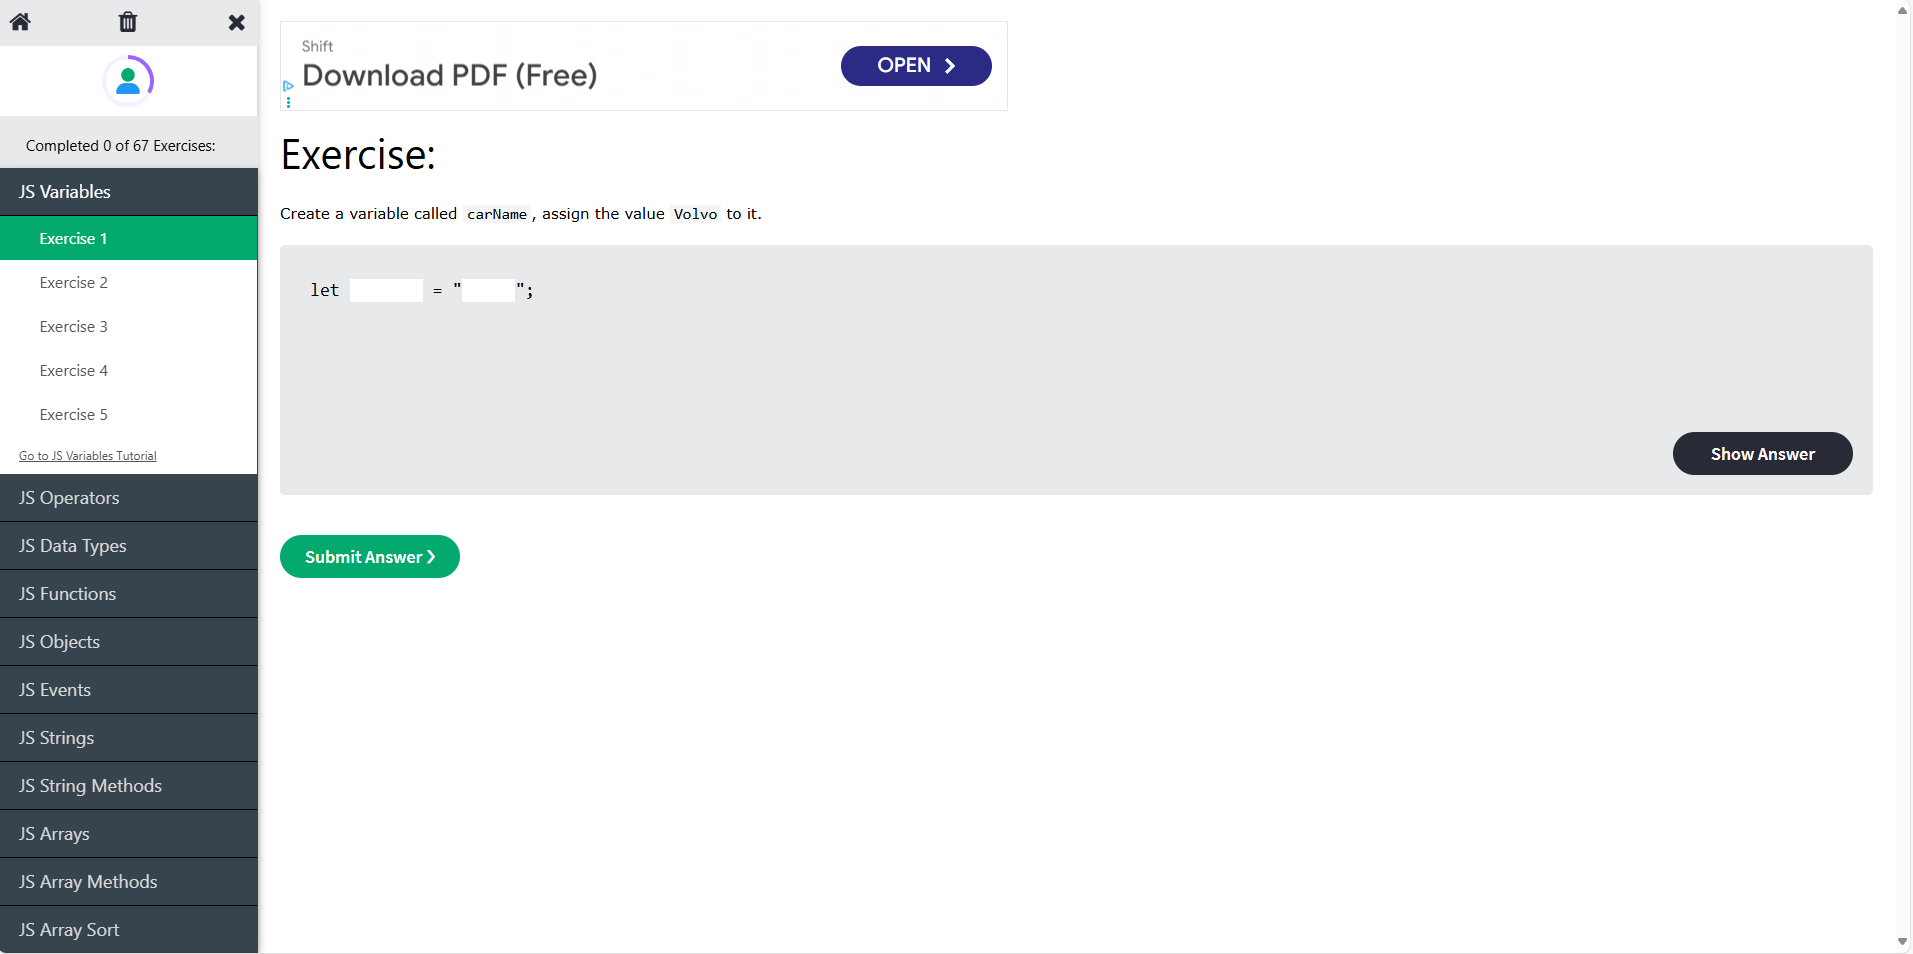 Completed 0 of 67 Exercises:
JS Variables
Exercise 1
Exercise 2
Exercise 3
Exercise 4
Exercise 5
Go to JS Variables Tutorial
JS Operators
JS Data Types
JS Functions
JS Objects
JS Events
JS Strings
JS String Methods
JS Arrays
JS Array Methods
JS Array Sort
Shift
Download PDF (Free)
OPEN
Exercise:
Create a variable called carName, assign the value Volvo to it.
let = "";
Show Answer
Submit Answer ❯